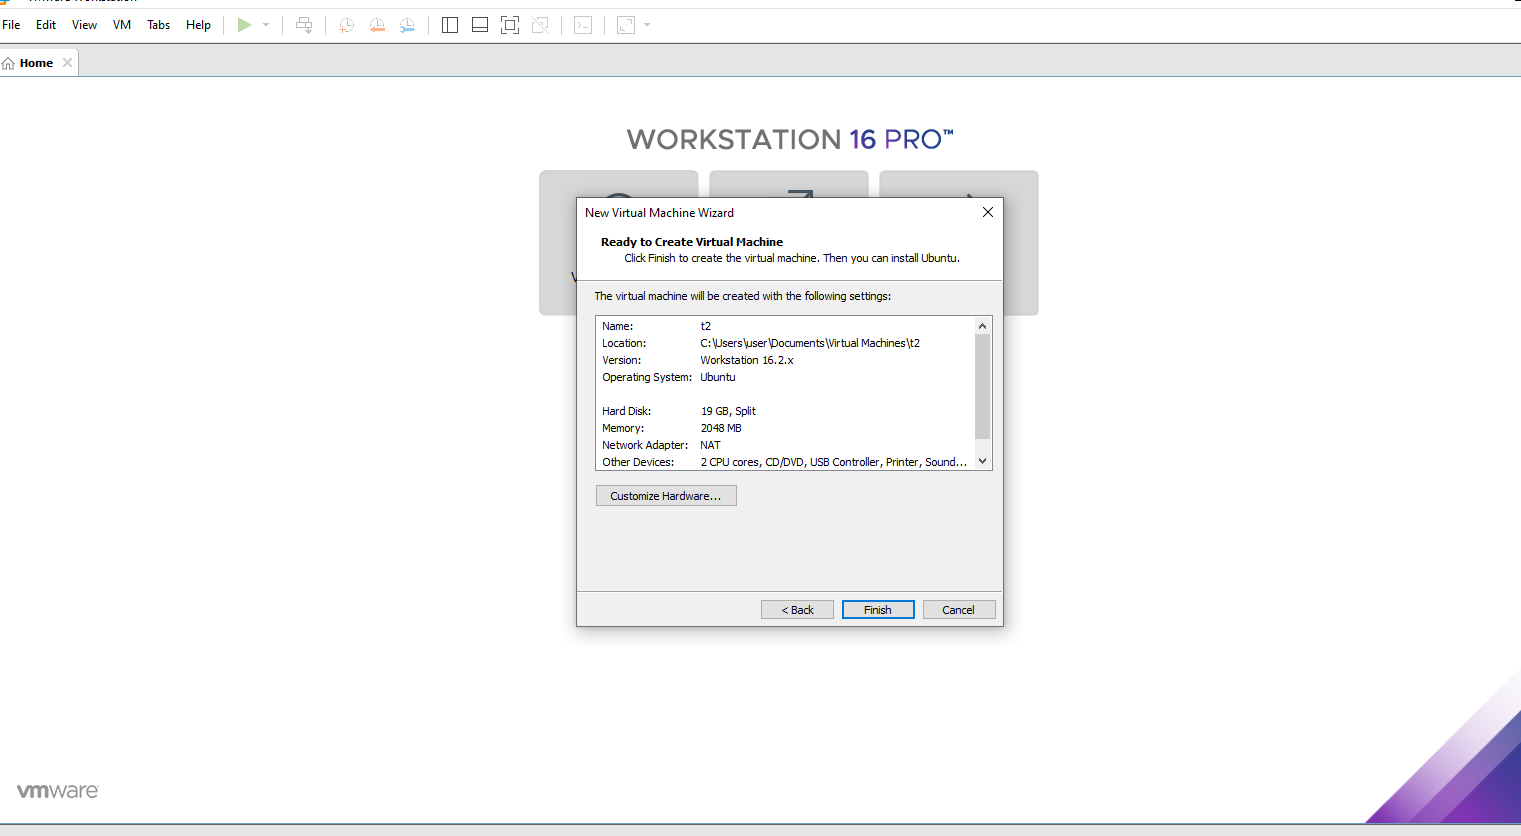 File Edit View VM Tabs Help
Home
WORKSTATION 16 PRO™
New Virtual Machine Wizard
Ready to Create Virtual Machine
Click Finish to create the virtual machine. Then you can install Ubuntu.
The virtual machine will be created with the following settings:
Name: t2
Location: C:\Users\user\Documents\Virtual Machines\t2
Version: Workstation 16.2.x
Operating System: Ubuntu
Hard Disk: 19 GB, Split
Memory: 2048 MB
Network Adapter: NAT
Other Devices: 2 CPU cores, CD/DVD, USB Controller, Printer, Sound...
Customize Hardware...
< Back Finish Cancel
vmware